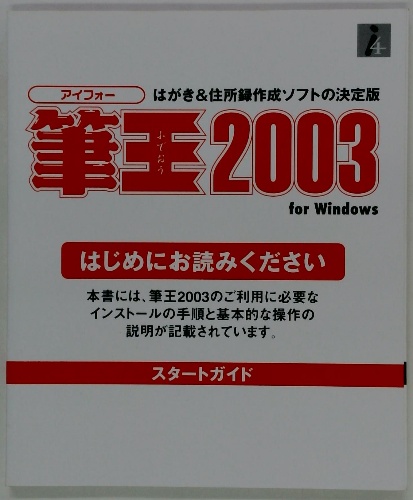 i4
アイフォー
はがき&住所録作成ソフトの決定版
筆王2003
ふでおう
for Windows
はじめにお読みください
本書には、筆王2003のご利用に必要な
インストールの手順と基本的な操作の
説明が記載されています。
スタートガイド